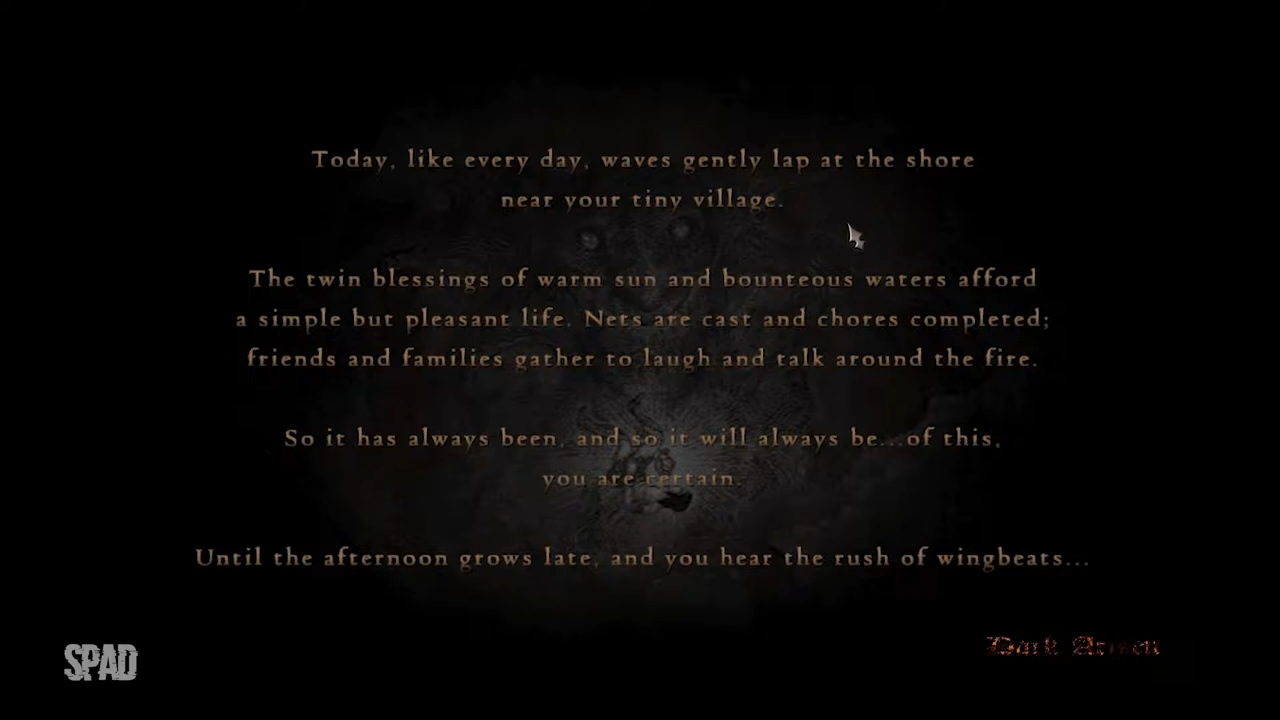 Today, like every day, waves gently lap at the shore
near your tiny village.
The twin blessings of warm sun and bounteous waters afford
a simple but pleasant life. Nets are cast and chores completed;
friends and families gather to laugh and talk around the fire.
So it has always been, and so it will always be...of this,
you are certain.
Until the afternoon grows late, and you hear the rush of wingbeats...
SPAD
Dark